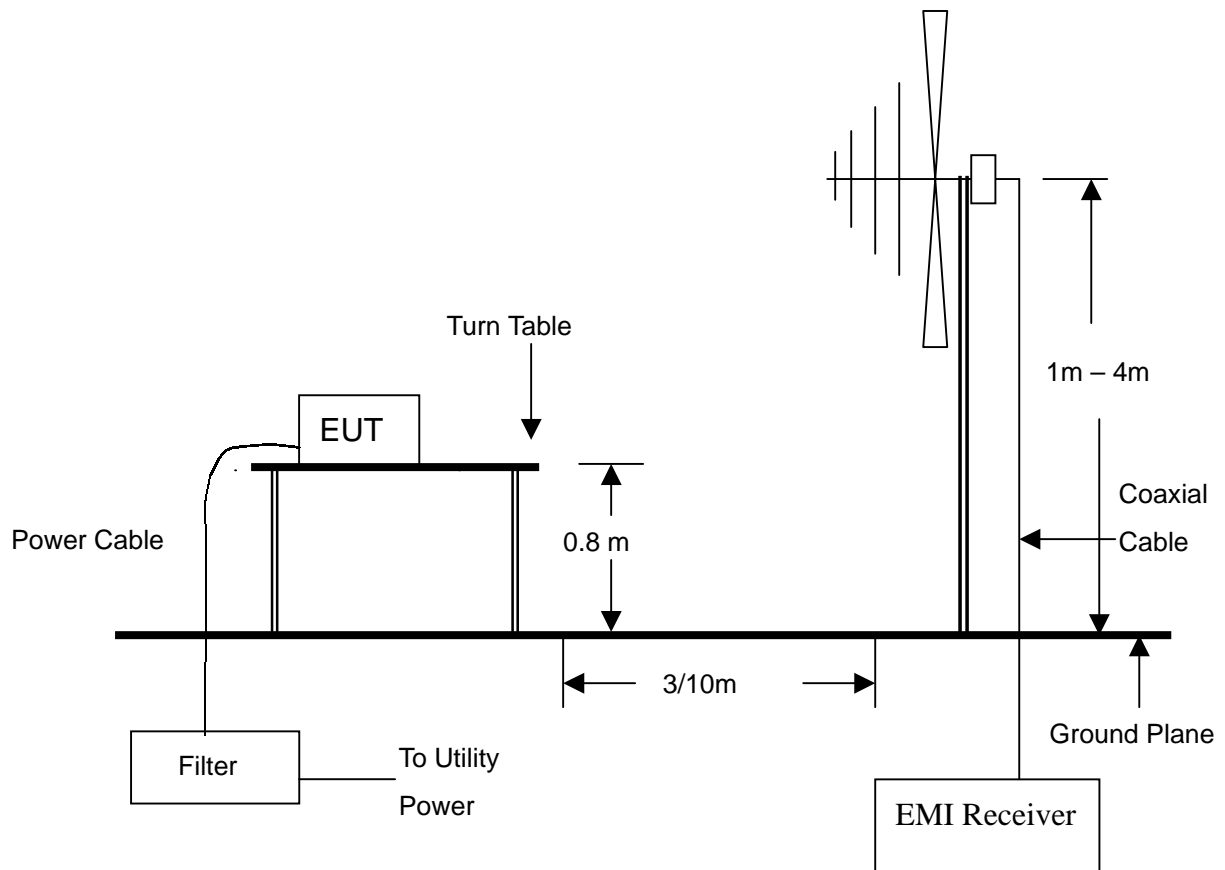 Turn Table
1m – 4m
EUT
Coaxial
Cable
Power Cable
0.8 m
3/10m
Ground Plane
Filter
To Utility
Power
EMI Receiver